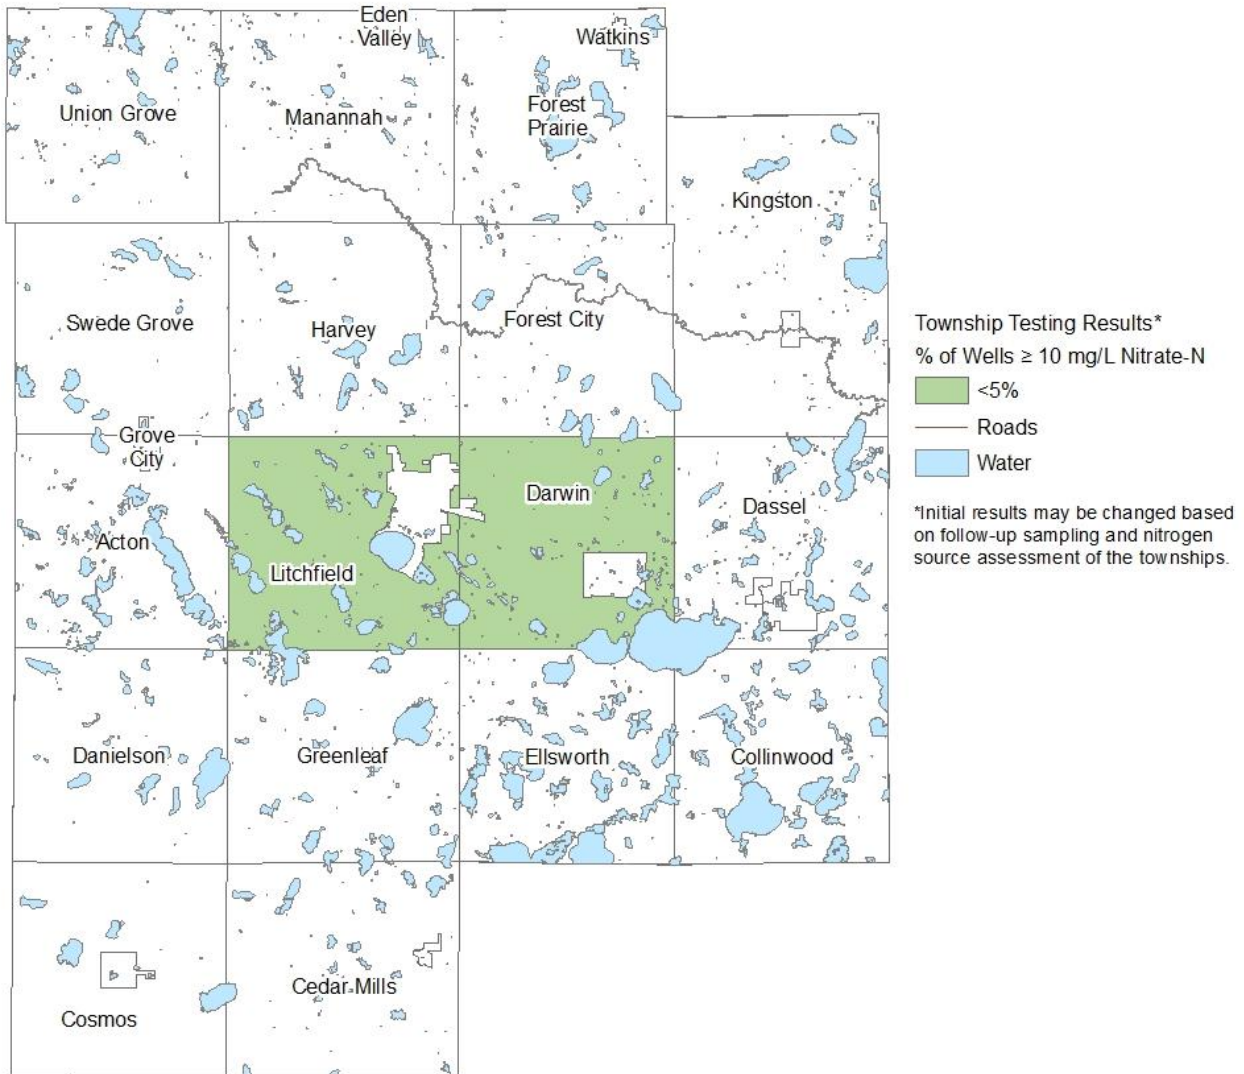 Eden
Valley
Watkins
Union Grove
Manannah
Forest
Prairie
Kingston
Swede Grove
Harvey
Forest City
Township Testing Results*
% of Wells ≥ 10 mg/L Nitrate-N
<5%
Roads
Water
*Initial results may be changed based
on follow-up sampling and nitrogen
source assessment of the townships.
Grove
City
Darwin
Dassel
Acton
Litchfield
Danielson
Greenleaf
Ellsworth
Collinwood
Cedar Mills
Cosmos